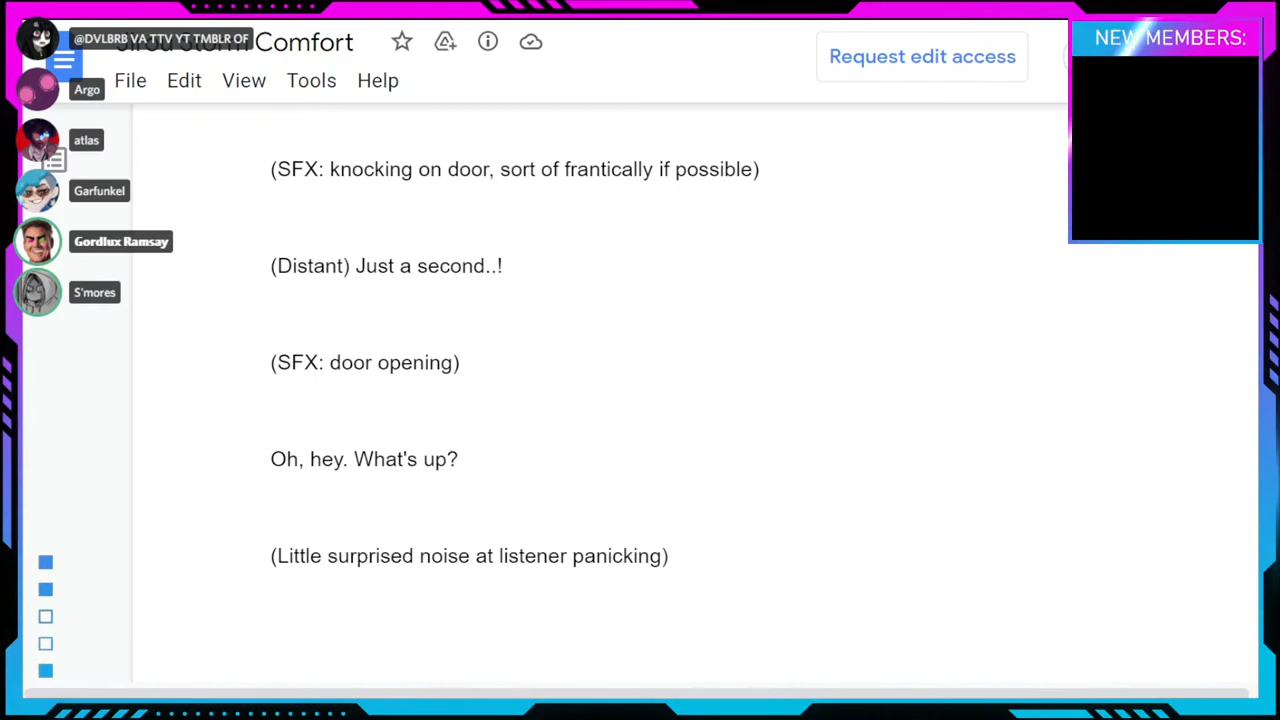 @DVLBRB VA TTV YT TMBLR OF
Comfort
Request edit access
NEW MEMBERS:
File Edit View Tools Help
Argo
atlas
Garfunkel
Gordlux Ramsay
S'mores
(SFX: knocking on door, sort of frantically if possible)
(Distant) Just a second..!
(SFX: door opening)
Oh, hey. What's up?
(Little surprised noise at listener panicking)